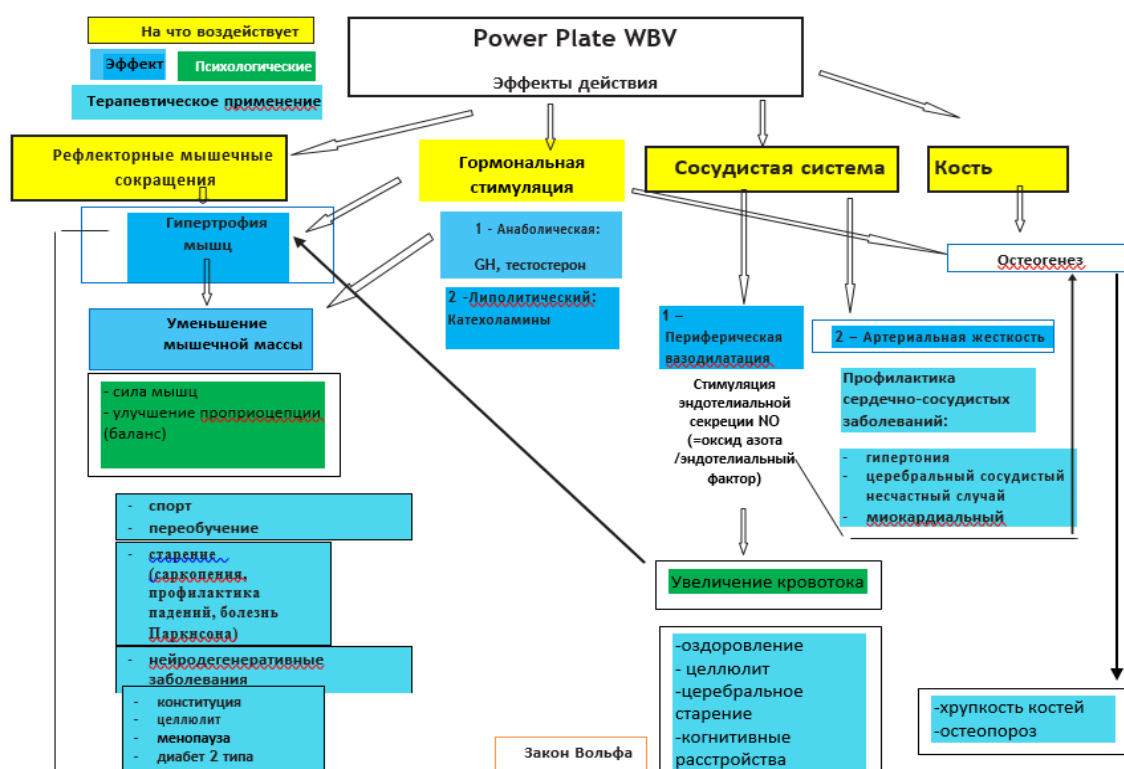 На что воздействует
Эффект
Психологические
Терапевтическое применение
Power Plate WBV
Эффекты действия
Рефлекторные мышечные
сокращения
Гормональная
стимуляция
Сосудистая система
Кость
Гипертрофия
мышц
1 - Анаболическая:
GH, тестостерон
2 -Липолитический:
Катехоламины
Остеогенез
Уменьшение
мышечной массы
1 –
Периферическая
вазодилатация
2 – Артериальная жесткость
- сила мышц
- улучшение проприоцепции
(баланс)
Стимуляция
эндотелиальной
секреции NO
(=оксид азота
/эндотелиальный
фактор)
Профилактика
сердечно-сосудистых
заболеваний:
- гипертония
- церебральный сосудистый
несчастный случай
- миокардиальный
- спорт
- переобучение
- старение
(саркопения,
профилактика
падений, болезнь
Паркнсона)
- нейродегенеративные
заболевания
- конституция
- целлюлит
- менопауза
- диабет 2 типа
Увеличение кровотока
-оздоровление
- целлюлит
-церебральное
старение
-когнитивные
расстройства
-хрупкость костей
-остеопороз
Закон Вольфа